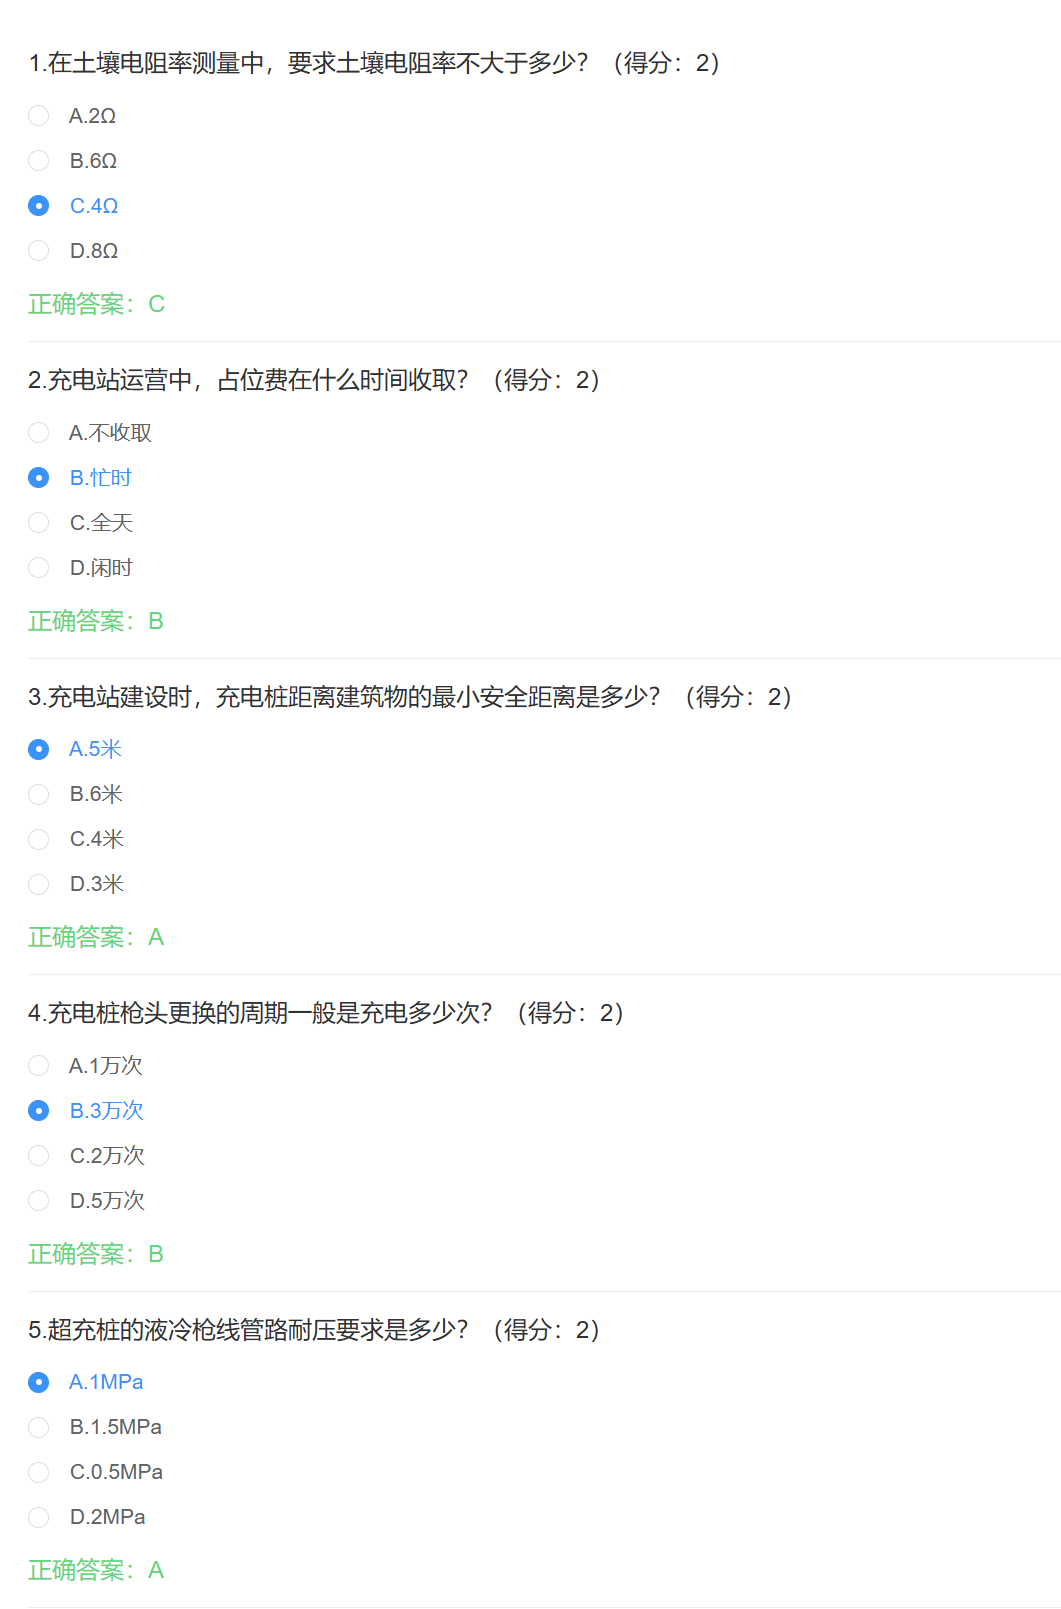 1.在土壤电阻率测量中，要求土壤电阻率不大于多少？（得分：2）
A.2Ω
B.6Ω
C.4Ω
D.8Ω
正确答案：C
2.充电站运营中，占位费在什么时间收取？（得分：2）
A.不收取
B.忙时
C.全天
D.闲时
正确答案：B
3.充电站建设时，充电桩距离建筑物的最小安全距离是多少？（得分：2）
A.5米
B.6米
C.4米
D.3米
正确答案：A
4.充电桩枪头更换的周期一般是充电多少次？（得分：2）
A.1万次
B.3万次
C.2万次
D.5万次
正确答案：B
5.超充桩的液冷枪线管路耐压要求是多少？（得分：2）
A.1MPa
B.1.5MPa
C.0.5MPa
D.2MPa
正确答案：A